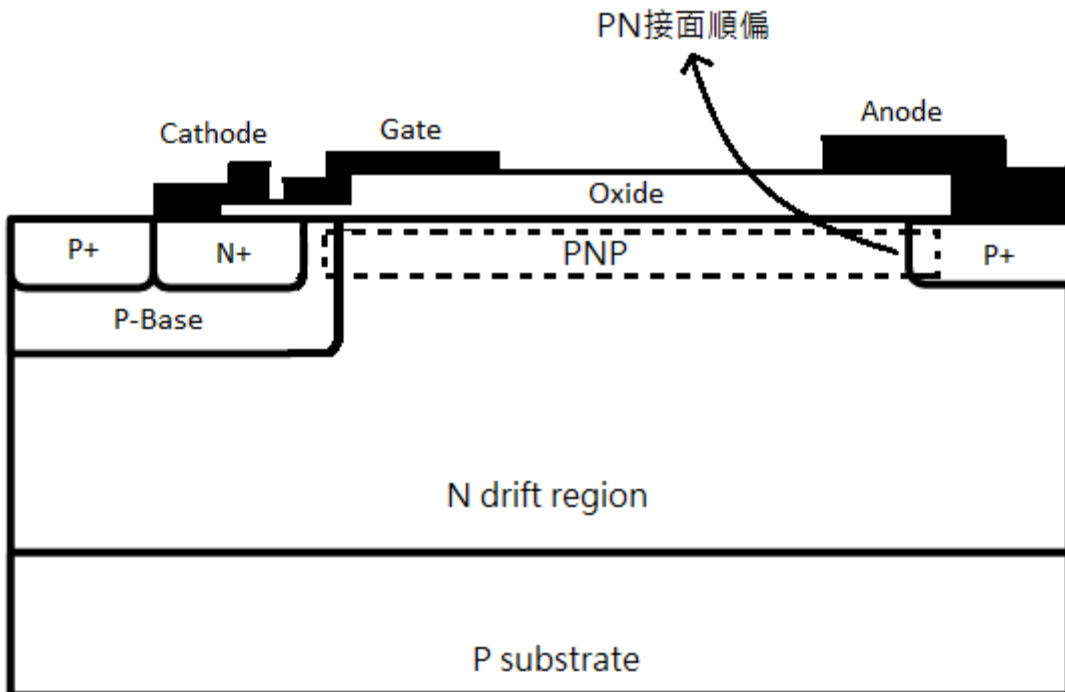 PN接面順偏
Cathode
Gate
Anode
Oxide
P+
N+
PNP
P+
P-Base
N drift region
P substrate